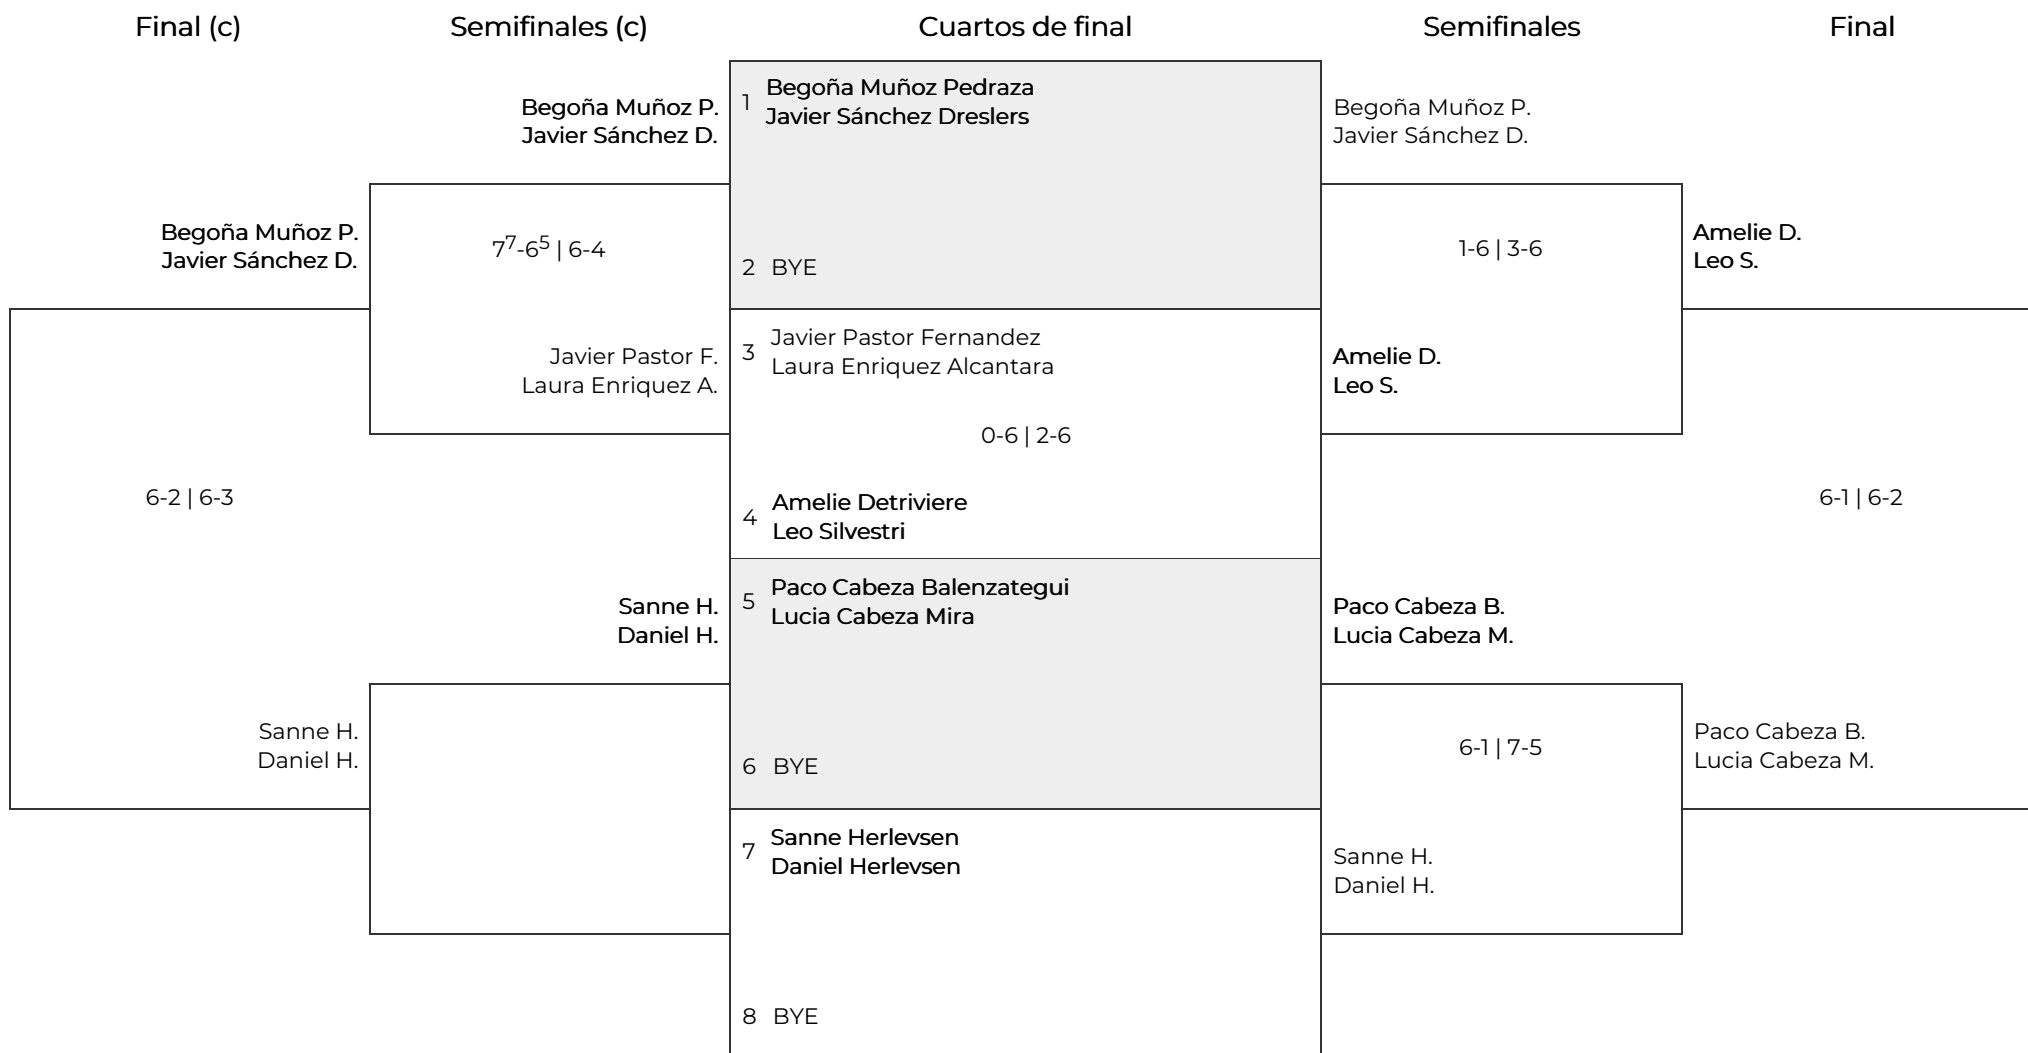 Final (c)
Semifinales (c)
Cuartos de final
Semifinales
Final
Begoña Muñoz P.
Javier Sánchez D.
1
Begoña Muñoz Pedraza
Javier Sánchez Dreslers
Begoña Muñoz P.
Javier Sánchez D.
Begoña Muñoz P.
Javier Sánchez D.
7⁷-6⁵ | 6-4
2 BYE
1-6 | 3-6
Amelie D.
Leo S.
Javier Pastor F.
Laura Enriquez A.
3
Javier Pastor Fernandez
Laura Enriquez Alcantara
Amelie D.
Leo S.
0-6 | 2-6
6-2 | 6-3
4
Amelie Detriviere
Leo Silvestri
6-1 | 6-2
Sanne H.
Daniel H.
5
Paco Cabeza Balenzategui
Lucia Cabeza Mira
Paco Cabeza B.
Lucia Cabeza M.
Sanne H.
Daniel H.
6 BYE
6-1 | 7-5
Paco Cabeza B.
Lucia Cabeza M.
7
Sanne Herlevsen
Daniel Herlevsen
Sanne H.
Daniel H.
8 BYE